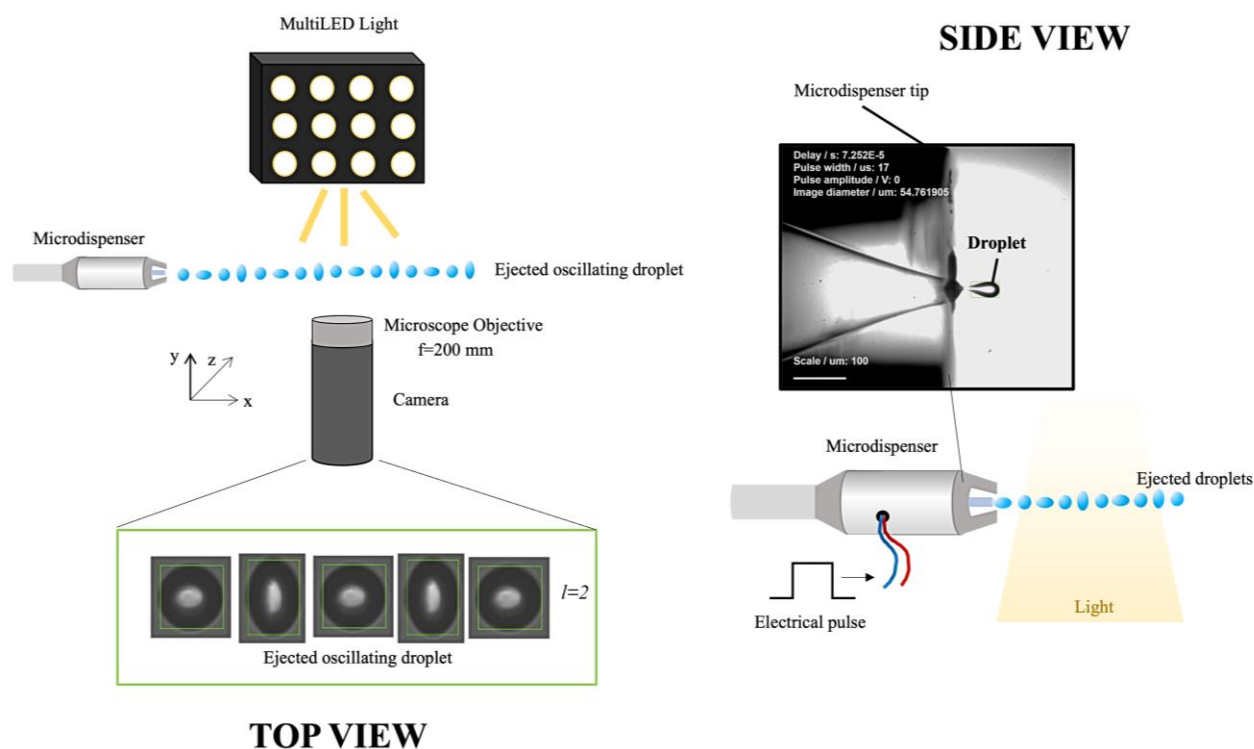 MultiLED Light
Microdispenser
Ejected oscillating droplet
Microscope Objective
f=200 mm
y
z
x
Camera
l=2
Ejected oscillating droplet
TOP VIEW
SIDE VIEW
Microdispenser tip
Delay / s: 7.252E-5
Pulse width / us: 17
Pulse amplitude / V: 0
Image diameter / um: 54.761905
Droplet
Scale / um: 100
Microdispenser
Ejected droplets
Electrical pulse
Light